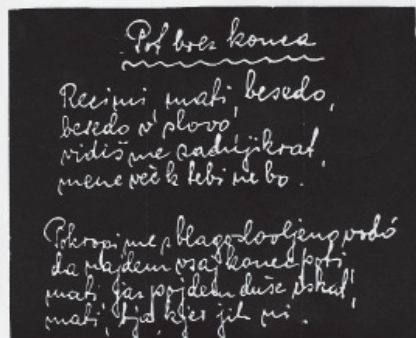 Pot brez konca
Reci mi mati, besedo,
besedo v slovo,
vidiš me zadnjikrat,
mene več k tebi ne bo.
Pokropi me z blagoslovljeno vodó
da najdem vsaj konec poti,
mati, jaz pojdem duše iskat,
mati, tja, kjer jih ni.